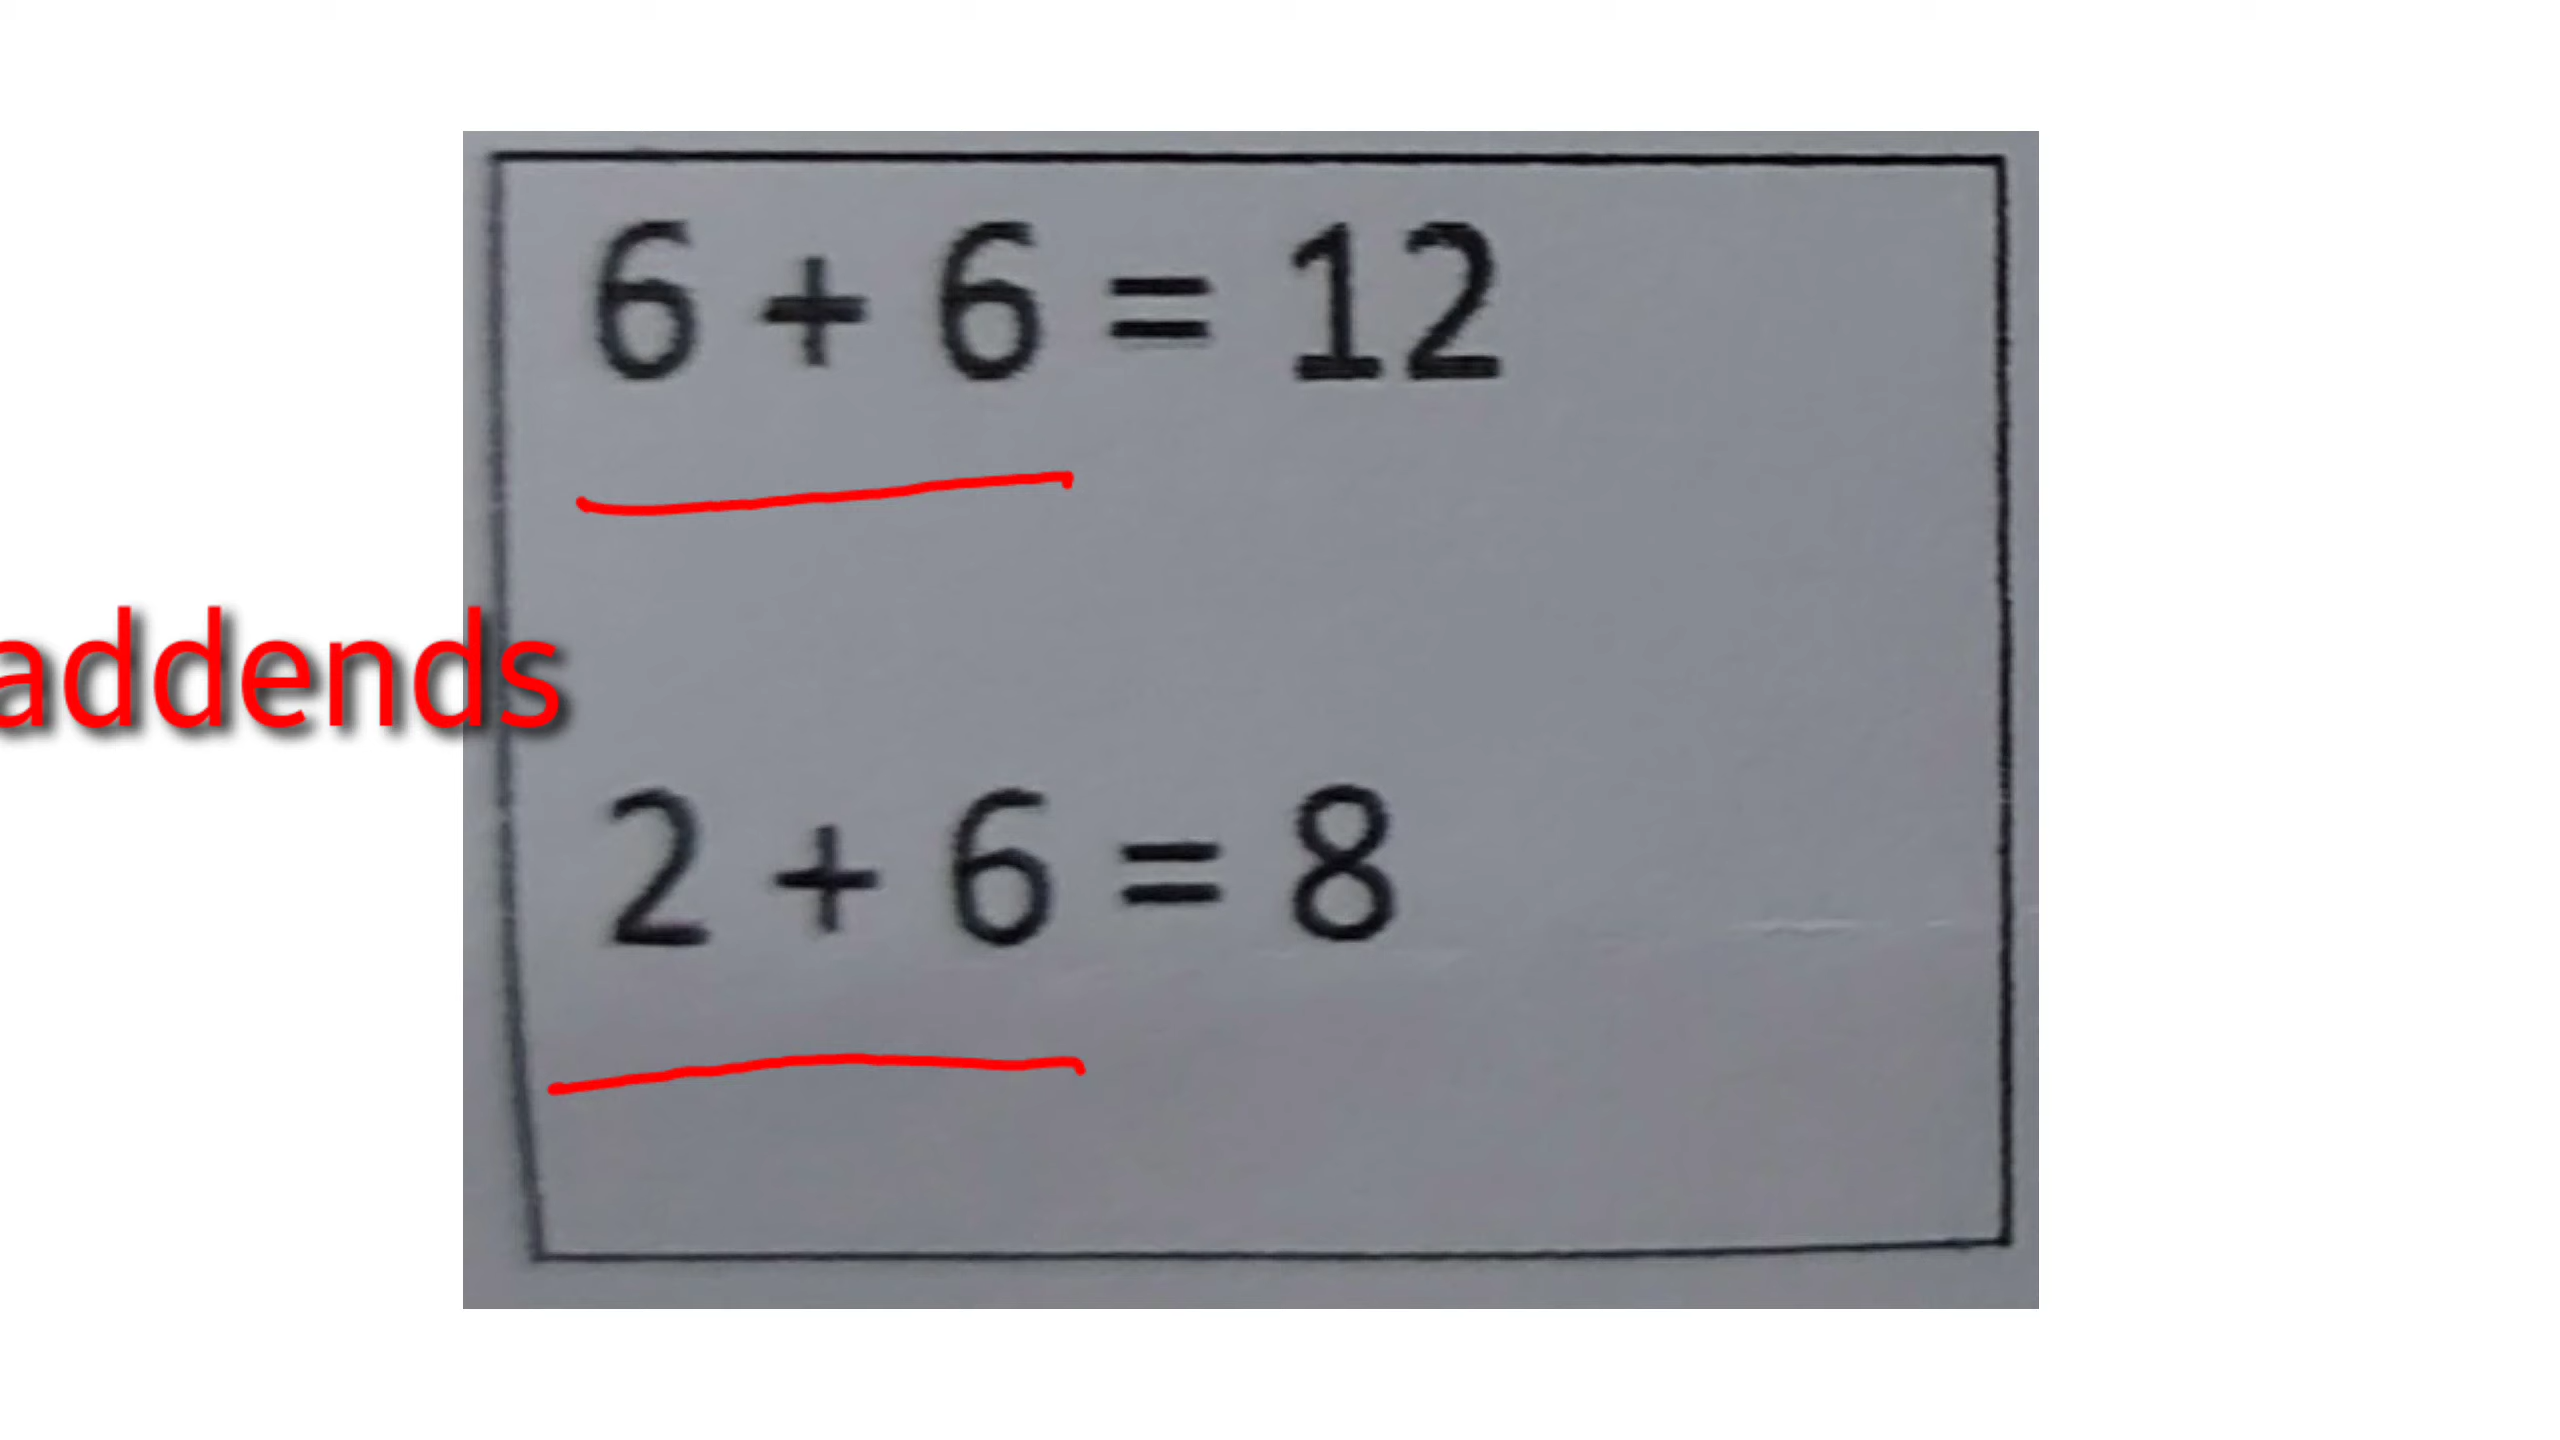 6 + 6 = 12
addends
2 + 6 = 8